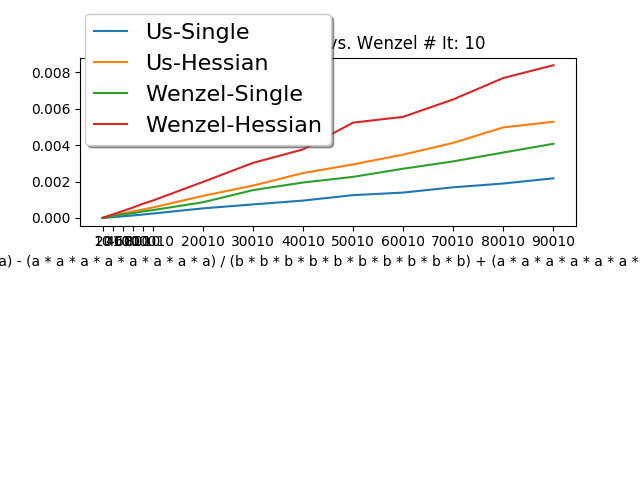 Us-Single
Us-Hessian
Wenzel-Single
Wenzel-Hessian
vs. Wenzel # It: 10
0.008
0.006
0.004
0.002
0.000
20010 30010 40010 50010 60010 70010 80010 90010
a) - (a * a * a * a * a * a * a * a * a) / (b * b * b * b * b * b * b * b * b * b) + (a * a * a * a * a * a *